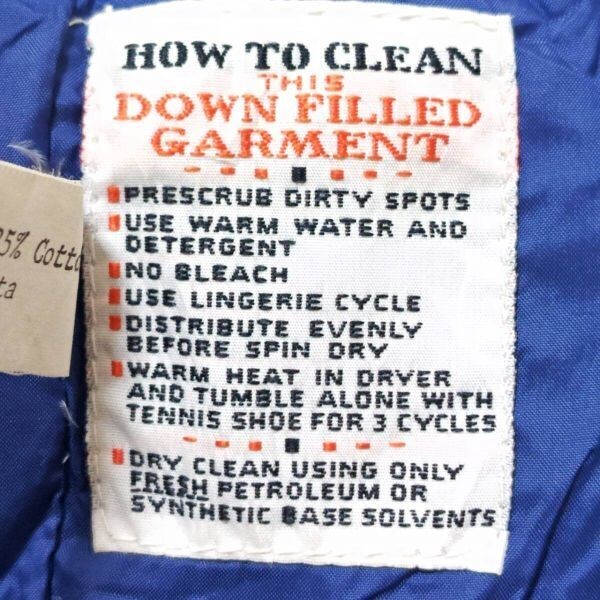 HOW TO CLEAN
THIS
DOWN FILLED
GARMENT
PRESCRUB DIRTY SPOTS
USE WARM WATER AND
DETERGENT
NO BLEACH
USE LINGERIE CYCLE
DISTRIBUTE EVENLY
BEFORE SPIN DRY
WARM HEAT IN DRYER
AND TUMBLE ALONE WITH
TENNIS SHOE FOR 3 CYCLES
DRY CLEAN USING ONLY
FRESH PETROLEUM OR
SYNTHETIC BASE SOLVENTS